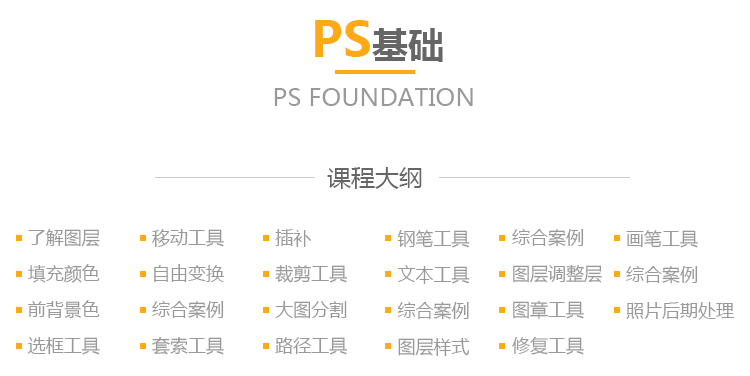 PS基础
PS FOUNDATION
课程大纲
了解图层 移动工具 插补 钢笔工具 综合案例 画笔工具
填充颜色 自由变换 裁剪工具 文本工具 图层调整层 综合案例
前背景色 综合案例 大图分割 综合案例 图章工具 照片后期处理
选框工具 套索工具 路径工具 图层样式 修复工具